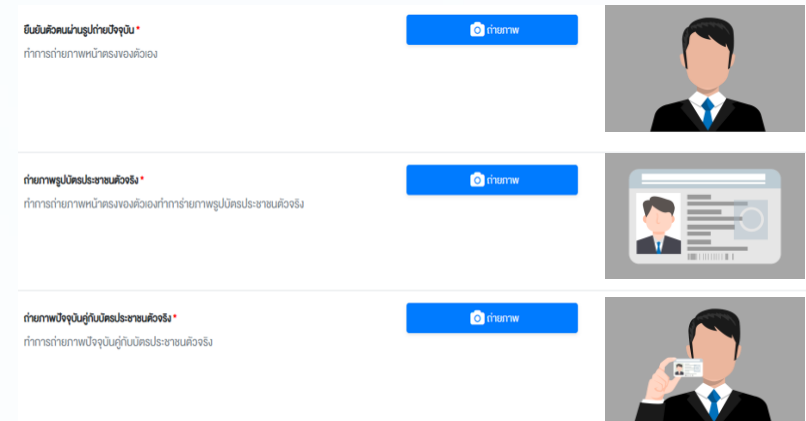 ยืนยันตัวตนผ่านรูปถ่ายปัจจุบัน *
ถ่ายภาพ
ทำการถ่ายภาพหน้าตรงของตัวเอง
ถ่ายภาพรูปบัตรประชาชนตัวจริง *
ถ่ายภาพ
ทำการถ่ายภาพหน้าตรงของตัวเองทำการ่ายภาพรูปบัตรประชาชนตัวจริง
ถ่ายภาพปัจจุบันคู่กับบัตรประชาชนตัวจริง *
ถ่ายภาพ
ทำการถ่ายภาพปัจจุบันคู่กับบัตรประชาชนตัวจริง